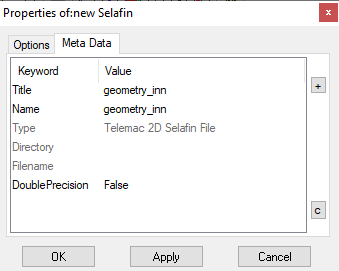 Properties of:new Selafin x
Options Meta Data
Keyword Value
Title geometry_inn
+
Name geometry_inn
Type Telemac 2D Selafin File
Directory
Filename
DoublePrecision False
c
OK Apply Cancel